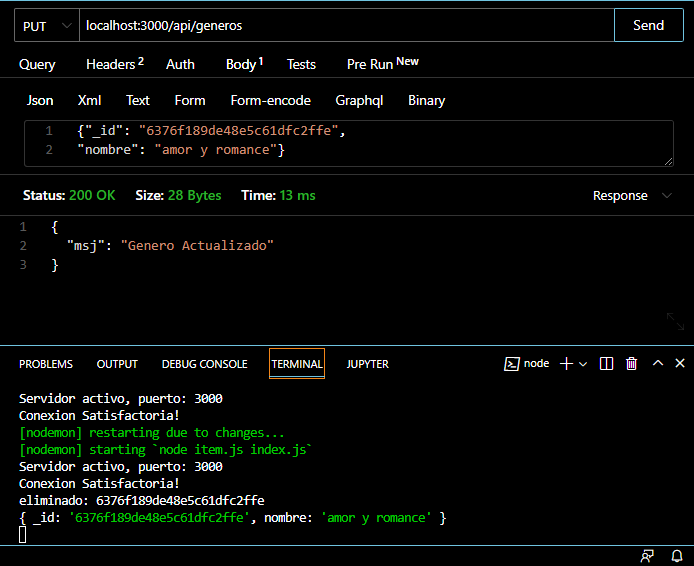 PUT localhost:3000/api/generos Send
Query Headers 2 Auth Body 1 Tests Pre Run New
Json Xml Text Form Form-encode Graphql Binary
1 {"_id": "6376f189de48e5c61dfc2ffe",
2 "nombre": "amor y romance"}
Status: 200 OK Size: 28 Bytes Time: 13 ms Response
1 {
2 "msj": "Genero Actualizado"
3 }
PROBLEMS OUTPUT DEBUG CONSOLE TERMINAL JUPYTER node
Servidor activo, puerto: 3000
Conexion Satisfactoria!
[nodemon] restarting due to changes...
[nodemon] starting `node item.js index.js`
Servidor activo, puerto: 3000
Conexion Satisfactoria!
eliminado: 6376f189de48e5c61dfc2ffe
{ _id: '6376f189de48e5c61dfc2ffe', nombre: 'amor y romance' }